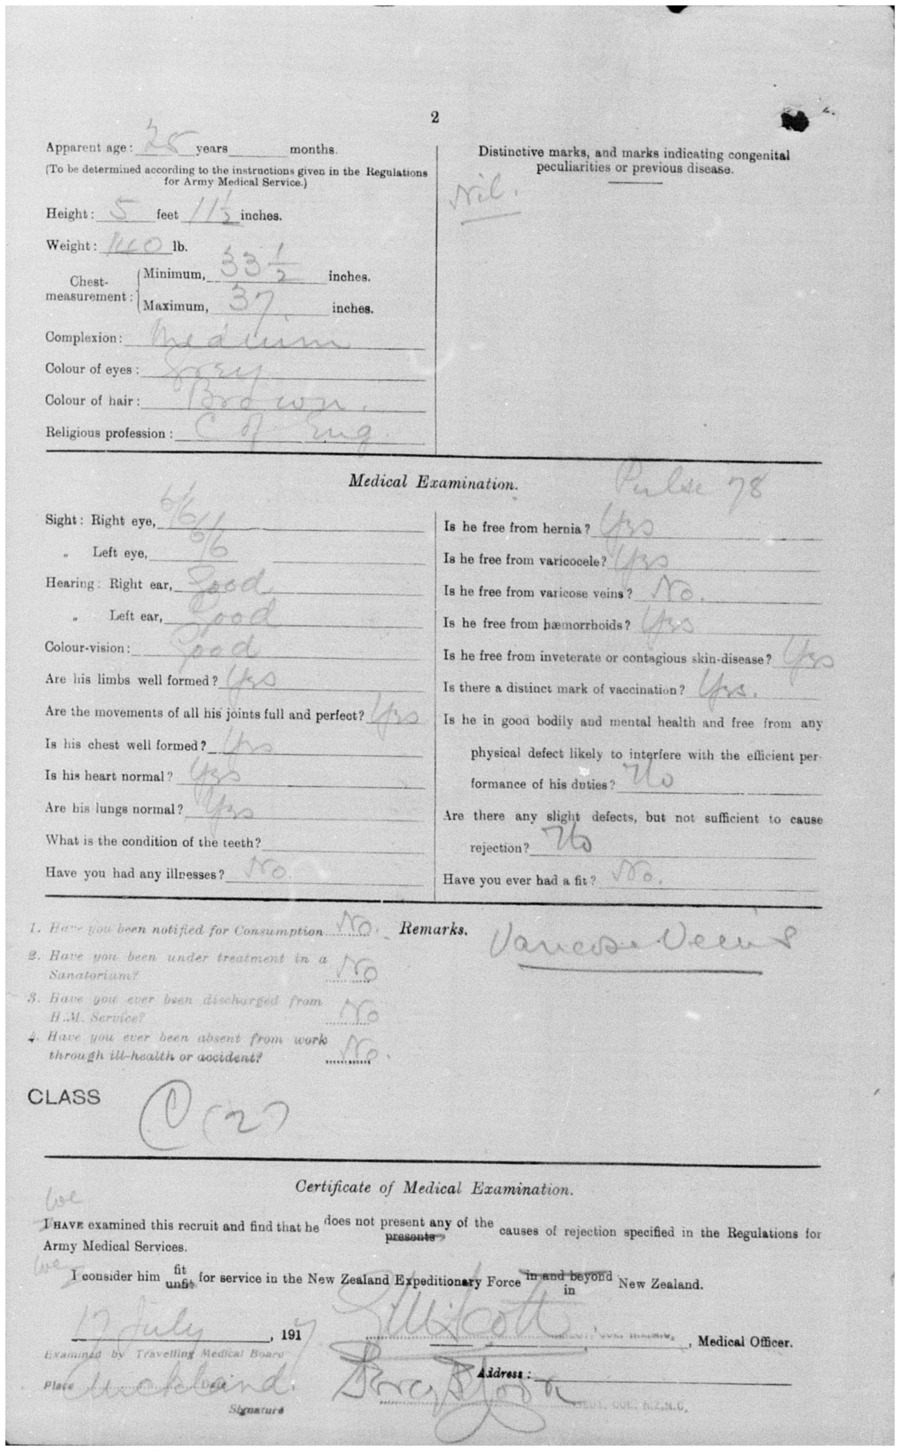 2
Apparent age: 25 years months.
(To be determined according to the instructions given in the Regulations
for Army Medical Service.)
Height: 5 feet 11½ inches.
Weight: 140 lb.
Chest-measurement: Minimum, 33 ½ inches.
Maximum, 37 inches.
Complexion: Medium
Colour of eyes: Grey
Colour of hair: Brown.
Religious profession: C of Eng.
Distinctive marks, and marks indicating congenital
peculiarities or previous disease.
Nil.
Medical Examination.
Pulse 78
Sight: Right eye, 6/6
„ Left eye, 6/6
Hearing: Right ear, Good
„ Left ear, Good
Colour-vision: Good
Are his limbs well formed? Yes
Are the movements of all his joints full and perfect? Yes
Is his chest well formed? Yes
Is his heart normal? Yes
Are his lungs normal? Yes
What is the condition of the teeth?
Have you had any illnesses? No.
Is he free from hernia? Yes
Is he free from varicocele? Yes
Is he free from varicose veins? No.
Is he free from hæmorrhoids? Yes
Is he free from inveterate or contagious skin-disease? Yes
Is there a distinct mark of vaccination? Yes.
Is he in good bodily and mental health and free from any
physical defect likely to interfere with the efficient per-
formance of his duties? No
Are there any slight defects, but not sufficient to cause
rejection? No
Have you ever had a fit? No.
1. Have you been notified for Consumption No.
2. Have you been under treatment in a
Sanatorium? No
3. Have you ever been discharged from
H.M. Service? No
4. Have you ever been absent from work
through ill-health or accident? No.
Remarks. Varicose Veins
CLASS C (2)
Certificate of Medical Examination.
We
I HAVE examined this recruit and find that he does not present any of the presents causes of rejection specified in the Regulations for
Army Medical Services.
We
I consider him fit unfit for service in the New Zealand Expeditionary Force in and beyond in New Zealand.
17 July, 1917, Medical Officer.
Examined by Travelling Medical Board
Place Auckland.
Address:
Signature
LIEUT. COL. N.Z.M.C.